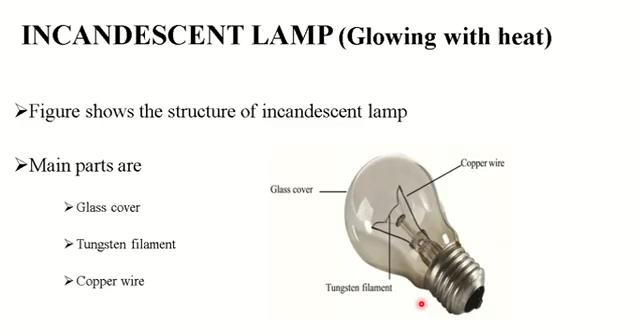 INCANDESCENT LAMP (Glowing with heat)
➢Figure shows the structure of incandescent lamp
➢Main parts are
➢Glass cover
➢Tungsten filament
➢Copper wire
Copper wire
Glass cover
Tungsten filament